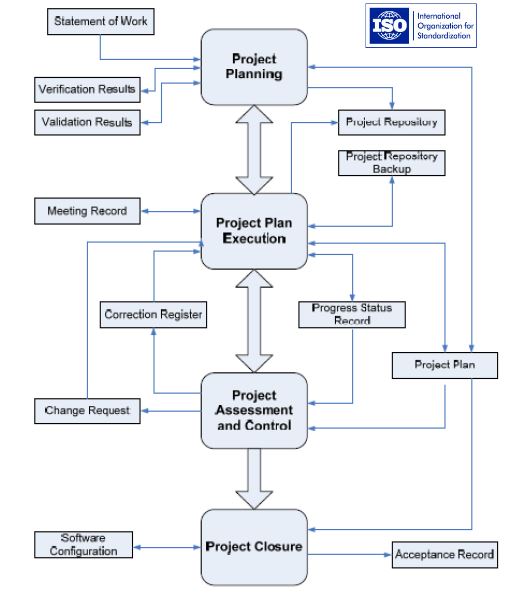 Statement of Work
ISO
International
Organization for
Standardization
Project
Planning
Verification Results
Validation Results
Project Repository
Project Repository
Backup
Meeting Record
Project Plan
Execution
Correction Register
Progress Status
Record
Project Plan
Change Request
Project
Assessment
and Control
Software
Configuration
Project Closure
Acceptance Record